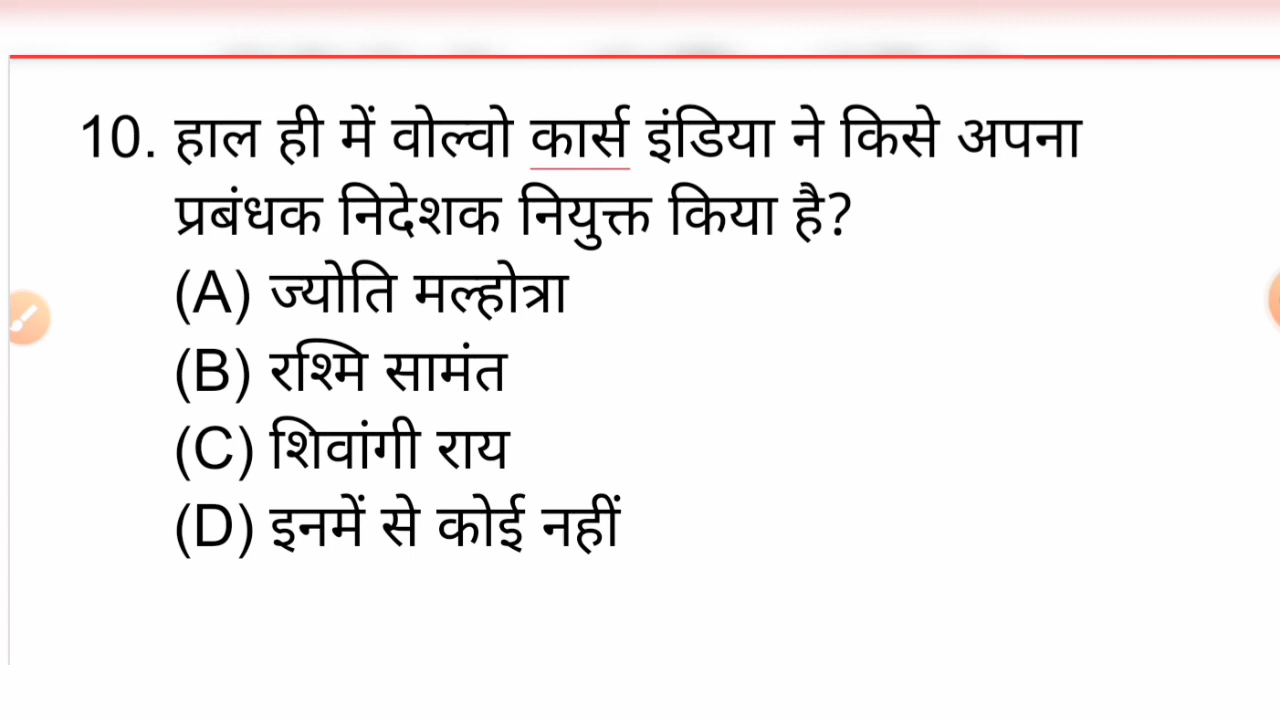 10. हाल ही में वोल्वो कार्स इंडिया ने किसे अपना
प्रबंधक निदेशक नियुक्त किया है?
(A) ज्योति मल्होत्रा
(B) रश्मि सामंत
(C) शिवांगी राय
(D) इनमें से कोई नहीं